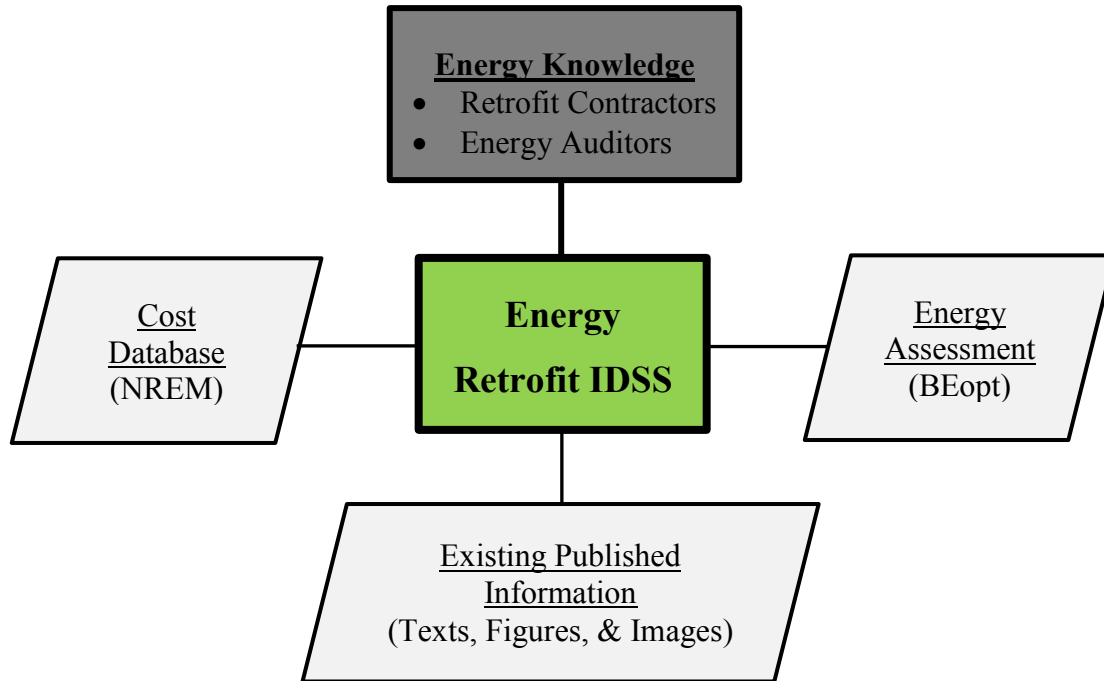 Energy Knowledge
• Retrofit Contractors
• Energy Auditors
Cost
Database
(NREM)
Energy
Retrofit IDSS
Energy
Assessment
(BEopt)
Existing Published
Information
(Texts, Figures, & Images)